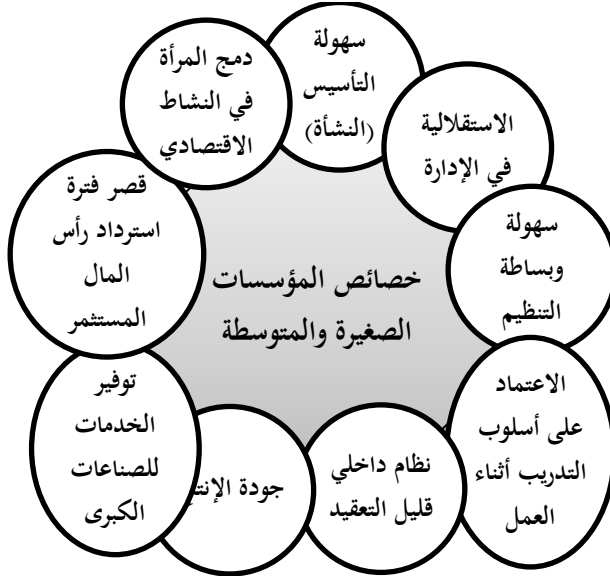 سهولة
التأسيس
(النشأة)
الاستقلالية
في الإدارة
سهولة
وبساطة
التنظيم
الاعتماد
على أسلوب
التدريب أثناء
العمل
نظام داخلي
قليل التعقيد
جودة الإنتا
توفير
الخدمات
للصناعات
الكبرى
قصر فترة
استرداد رأس
المال
المستثمر
دمج المرأة
في النشاط
الاقتصادي
خصائص المؤسسات
الصغيرة والمتوسطة